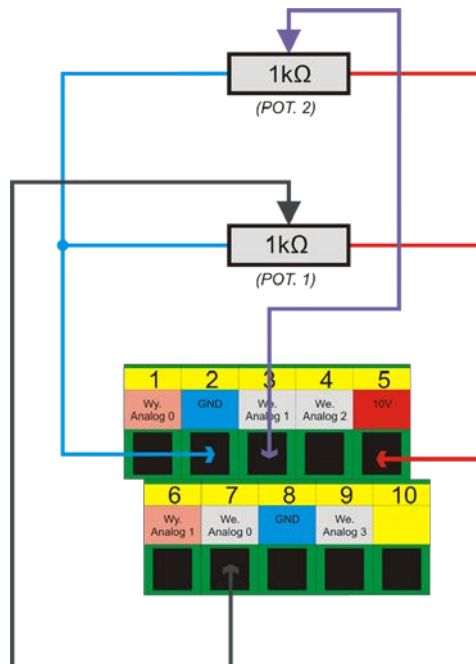 1kΩ
(POT. 2)
1kΩ
(POT. 1)
1 2 3 4 5
Wy. Analog 0 GND We. Analog 1 We. Analog 2 10V
6 7 8 9 10
Wy. Analog 1 We. Analog 0 GND We. Analog 3